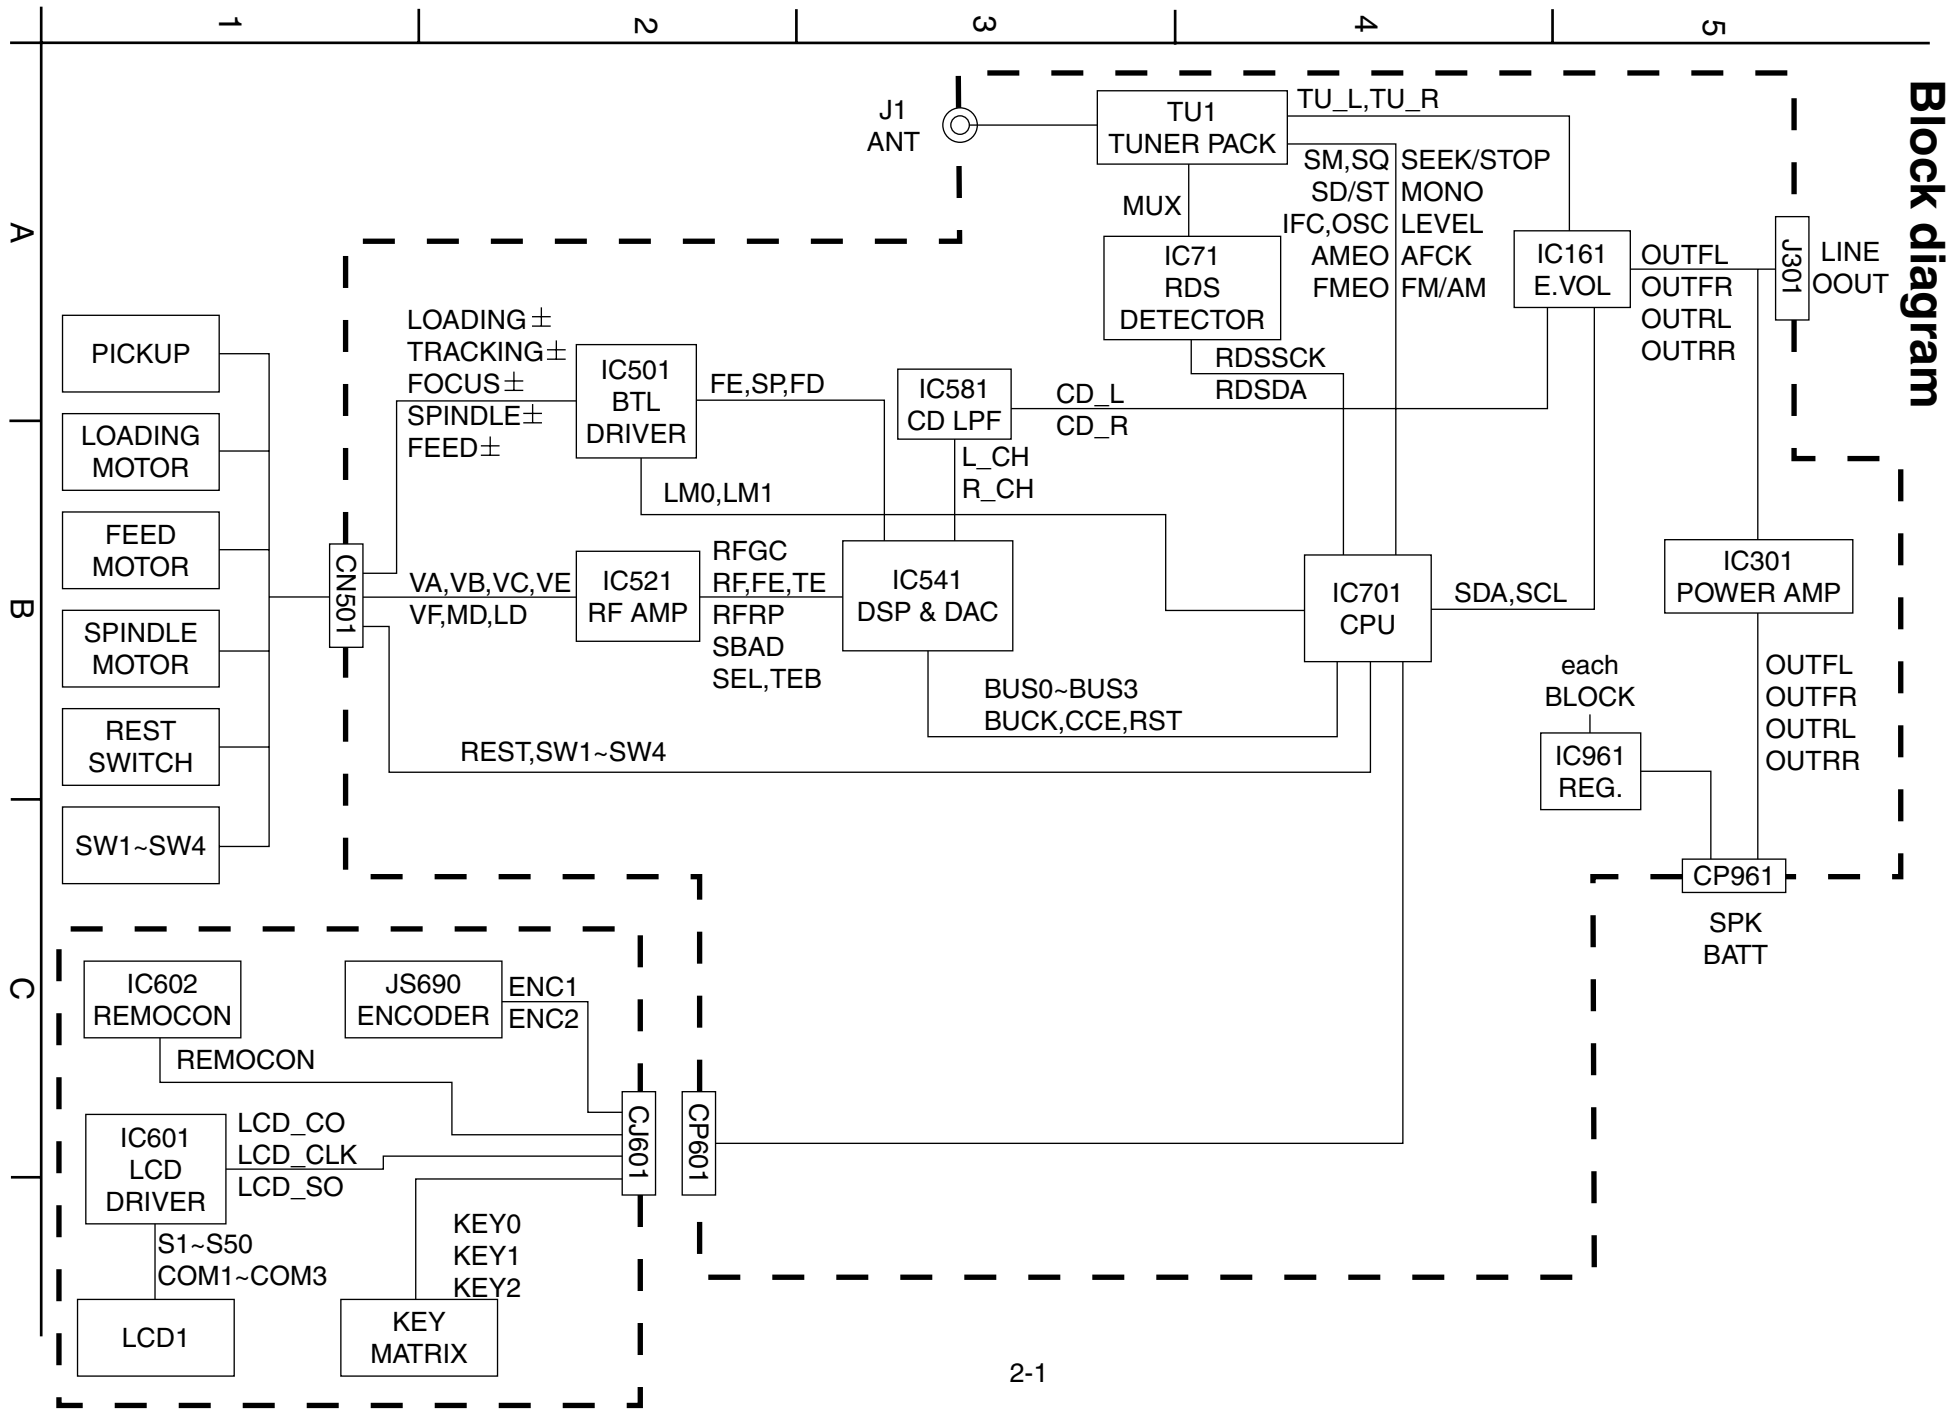 1
2
3
4
5
Block diagram
A
B
C
J1
ANT
TU1
TUNER PACK
TU_L,TU_R
SM,SQ SEEK/STOP
SD/ST MONO
IFC,OSC LEVEL
AMEO AFCK
FMEO FM/AM
MUX
IC71
RDS
DETECTOR
RDSSCK
RDSDA
IC161
E.VOL
OUTFL
OUTFR
OUTRL
OUTRR
J301
LINE
OOUT
PICKUP
LOADING
MOTOR
FEED
MOTOR
SPINDLE
MOTOR
REST
SWITCH
SW1~SW4
CN501
LOADING±
TRACKING±
FOCUS±
SPINDLE±
FEED±
IC501
BTL
DRIVER
FE,SP,FD
LM0,LM1
IC581
CD LPF
CD_L
CD_R
L_CH
R_CH
VA,VB,VC,VE
VF,MD,LD
IC521
RF AMP
RFGC
RF,FE,TE
RFRP
SBAD
SEL,TEB
IC541
DSP & DAC
BUS0~BUS3
BUCK,CCE,RST
REST,SW1~SW4
IC701
CPU
SDA,SCL
IC301
POWER AMP
OUTFL
OUTFR
OUTRL
OUTRR
each
BLOCK
IC961
REG.
CP961
SPK
BATT
IC602
REMOCON
REMOCON
JS690
ENCODER
ENC1
ENC2
IC601
LCD
DRIVER
LCD_CO
LCD_CLK
LCD_SO
CJ601
CP601
S1~S50
COM1~COM3
LCD1
KEY0
KEY1
KEY2
KEY
MATRIX
2-1